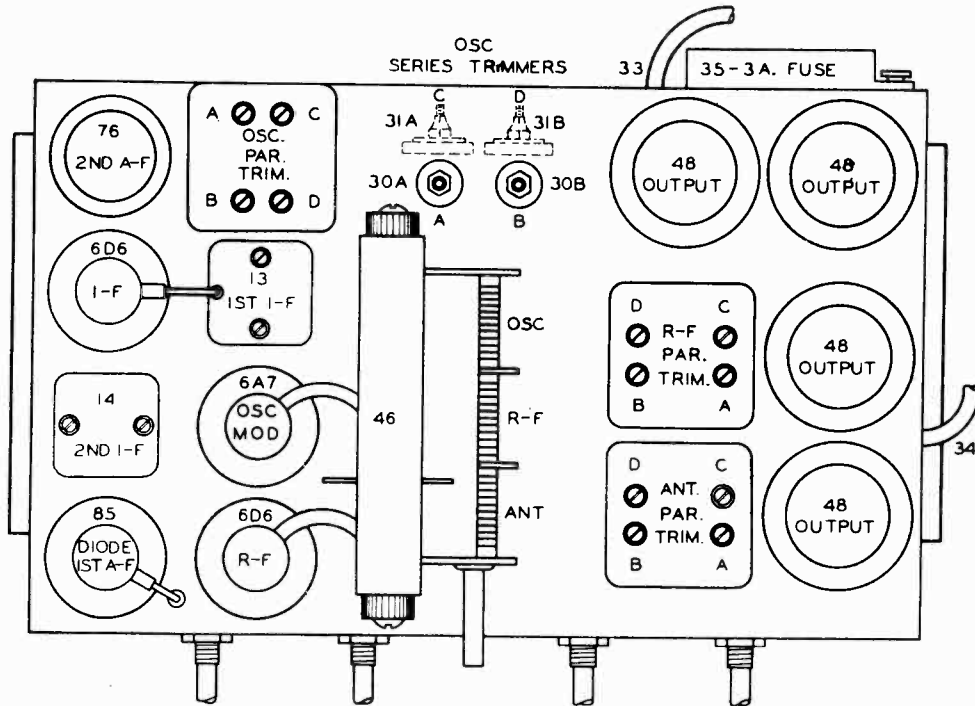 OSC
SERIES TRIMMERS
33
35-3A. FUSE
C
D
31A
31B
30A
30B
A
B
76
2ND A-F
A
C
OSC.
PAR.
TRIM.
B
D
48
OUTPUT
48
OUTPUT
6D6
I-F
13
1ST I-F
OSC
R-F
ANT
46
D
C
R-F
PAR.
TRIM.
B
A
48
OUTPUT
14
2ND I-F
6A7
OSC
MOD
34
85
DIODE
1ST A-F
6D6
R-F
D
C
ANT.
PAR.
TRIM.
B
A
48
OUTPUT